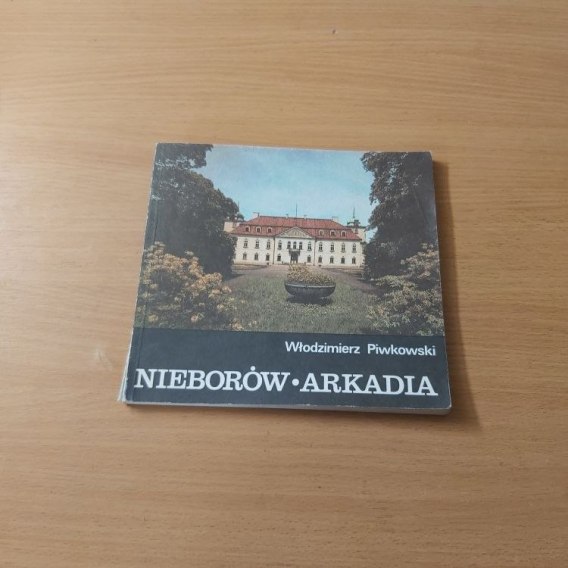 Włodzimierz Piwkowski
NIEBORÓW • ARKADIA